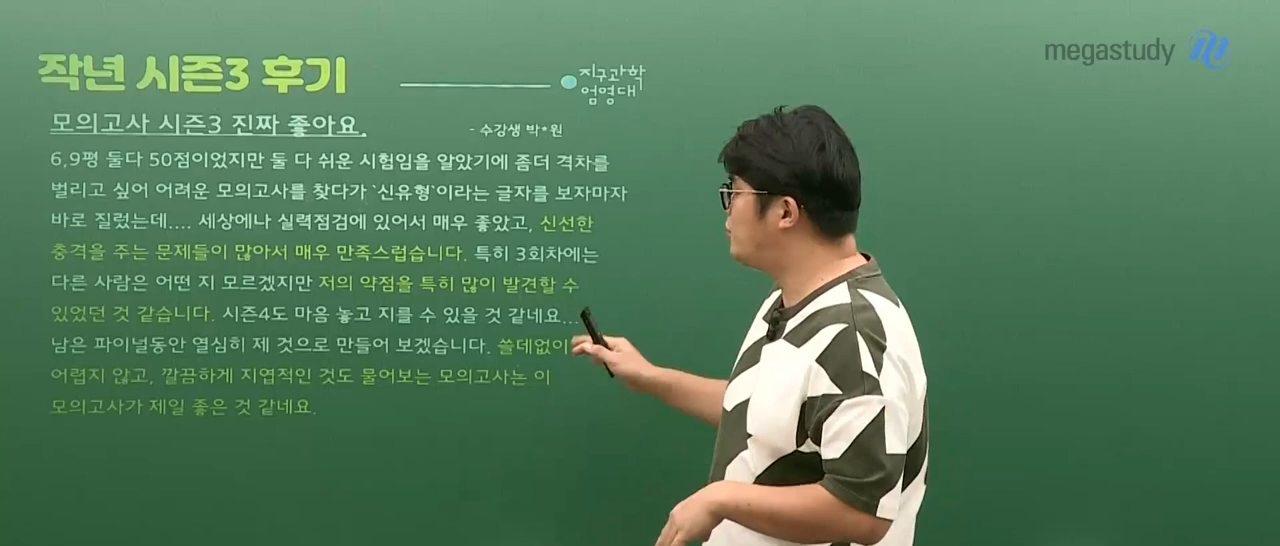 megastudy
작년 시즌3 후기
지구과학
엄영대
모의고사 시즌3 진짜 좋아요.
- 수강생 박*원
6,9평 둘다 50점이었지만 둘 다 쉬운 시험임을 알았기에 좀더 격차를
벌리고 싶어 어려운 모의고사를 찾다가 `신유형`이라는 글자를 보자마자
바로 질렀는데.... 세상에나 실력점검에 있어서 매우 좋았고, 신선한
충격을 주는 문제들이 많아서 매우 만족스럽습니다. 특히 3회차에는
다른 사람은 어떤 지 모르겠지만 저의 약점을 특히 많이 발견할 수
있었던 것 같습니다. 시즌4도 마음 놓고 지를 수 있을 것 같네요...
남은 파이널동안 열심히 제 것으로 만들어 보겠습니다. 쓸데없이
어렵지 않고, 깔끔하게 지엽적인 것도 물어보는 모의고사는 이
모의고사가 제일 좋은 것 같네요.